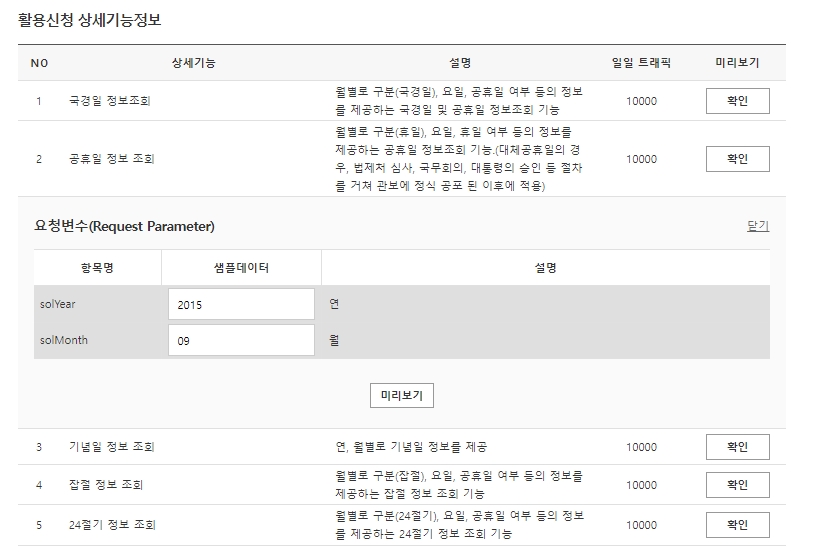 활용신청 상세기능정보
NO 상세기능 설명 일일 트래픽 미리보기
1 국경일 정보조회 월별로 구분(국경일), 요일, 공휴일 여부 등의 정보
를 제공하는 국경일 및 공휴일 정보조회 기능 10000 확인
2 공휴일 정보 조회 월별로 구분(휴일), 요일, 휴일 여부 등의 정보를
제공하는 공휴일 정보조회 기능.(대체공휴일의 경
우, 법제처 심사, 국무회의, 대통령의 승인 등 절차
를 거쳐 관보에 정식 공포 된 이후에 적용) 10000 확인
요청변수(Request Parameter) 닫기
항목명 샘플데이터 설명
solYear 2015 연
solMonth 09 월
미리보기
3 기념일 정보 조회 연, 월별로 기념일 정보를 제공 10000 확인
4 잡절 정보 조회 월별로 구분(잡절), 요일, 공휴일 여부 등의 정보를
제공하는 잡절 정보 조회 기능 10000 확인
5 24절기 정보 조회 월별로 구분(24절기), 요일, 공휴일 여부 등의 정보
를 제공하는 24절기 정보 조회 기능 10000 확인